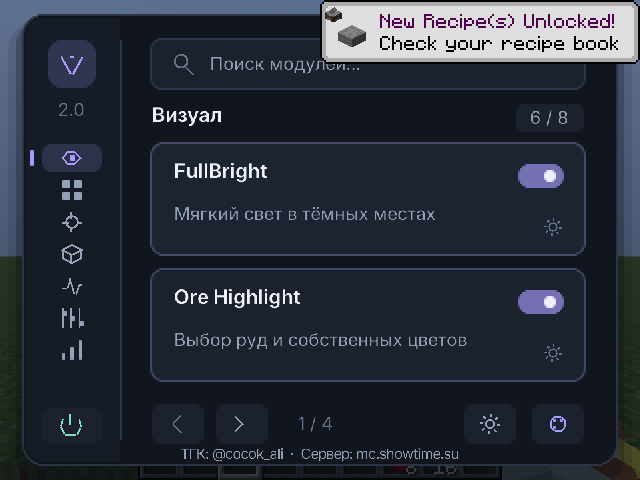 New Recipe(s) Unlocked!
Check your recipe book
Поиск модулей...
2.0
Визуал
6 / 8
FullBright
Мягкий свет в тёмных местах
Ore Highlight
Выбор руд и собственных цветов
1 / 4
ТГК: @cocok_ali · Сервер: mc.showtime.su